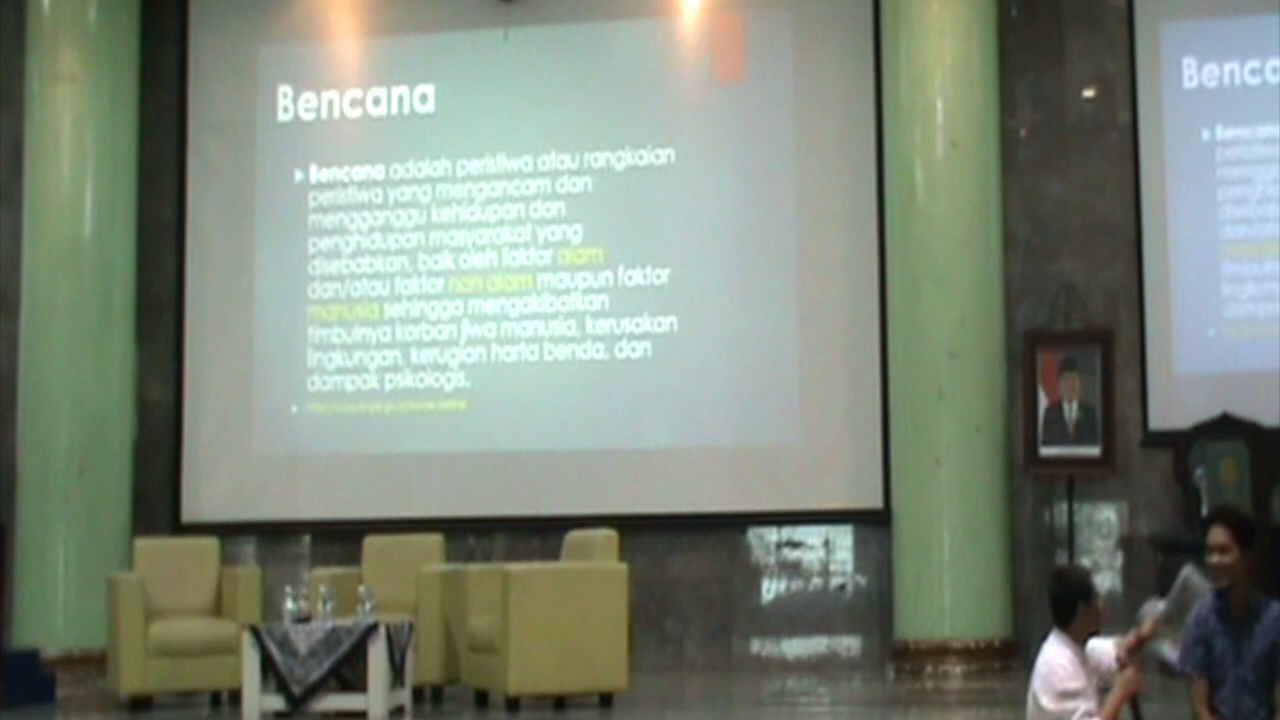 Bencana
Bencana adalah peristiwa atau rangkaian
peristiwa yang mengancam dan
mengganggu kehidupan dan
penghidupan masyarakat yang
disebabkan, baik oleh faktor alam
dan/atau faktor non alam maupun faktor
manusia sehingga mengakibatkan
timbulnya korban jiwa manusia, kerusakan
lingkungan, kerugian harta benda, dan
dampak psikologis.
Benca
Bencana